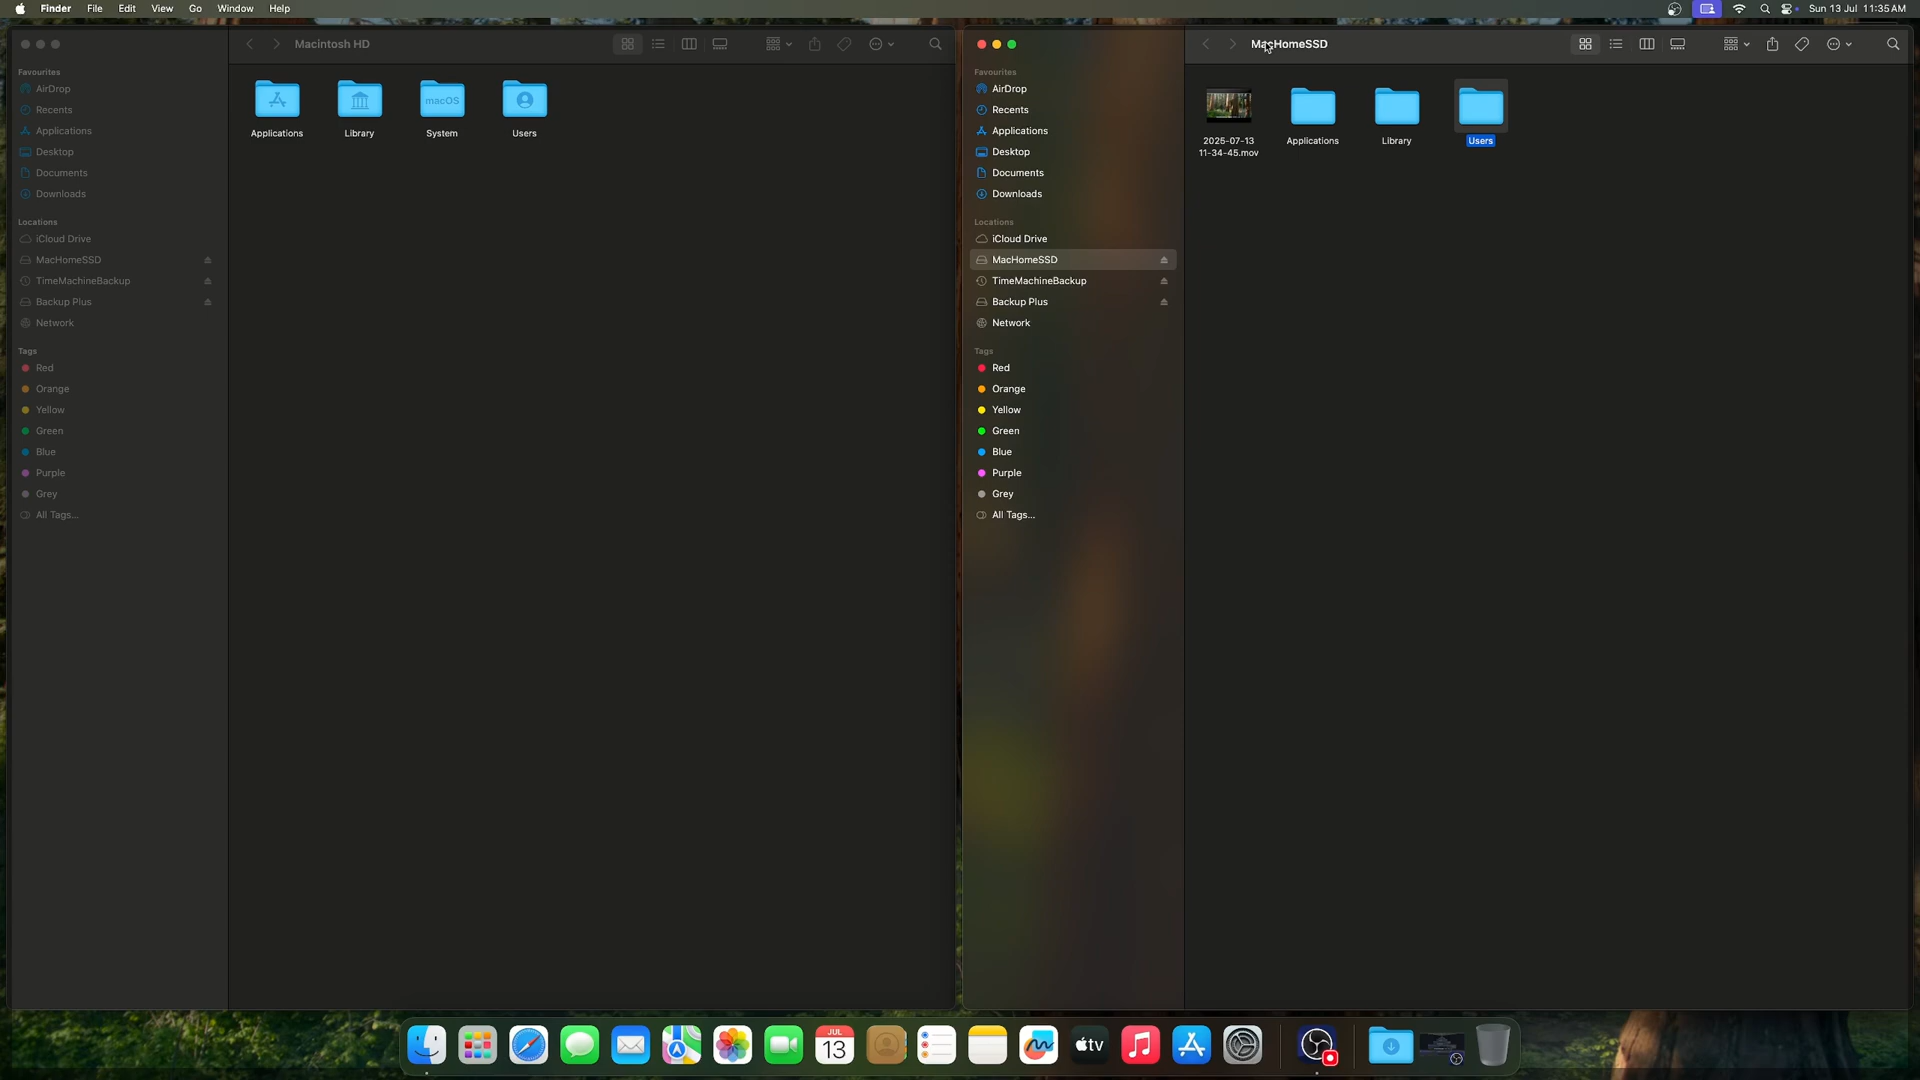 Finder File Edit View Go Window Help
Sun 13 Jul 11:35 AM
Macintosh HD
Favourites
AirDrop
Recents
Applications
Desktop
Documents
Downloads
Locations
iCloud Drive
MacHomeSSD
TimeMachineBackup
Backup Plus
Network
Tags
Red
Orange
Yellow
Green
Blue
Purple
Grey
All Tags...
Applications
Library
macOS
System
Users
MacHomeSSD
Favourites
AirDrop
Recents
Applications
Desktop
Documents
Downloads
Locations
iCloud Drive
MacHomeSSD
TimeMachineBackup
Backup Plus
Network
Tags
Red
Orange
Yellow
Green
Blue
Purple
Grey
All Tags...
2025-07-13
11-34-45.mov
Applications
Library
Users
JUL
13
tv